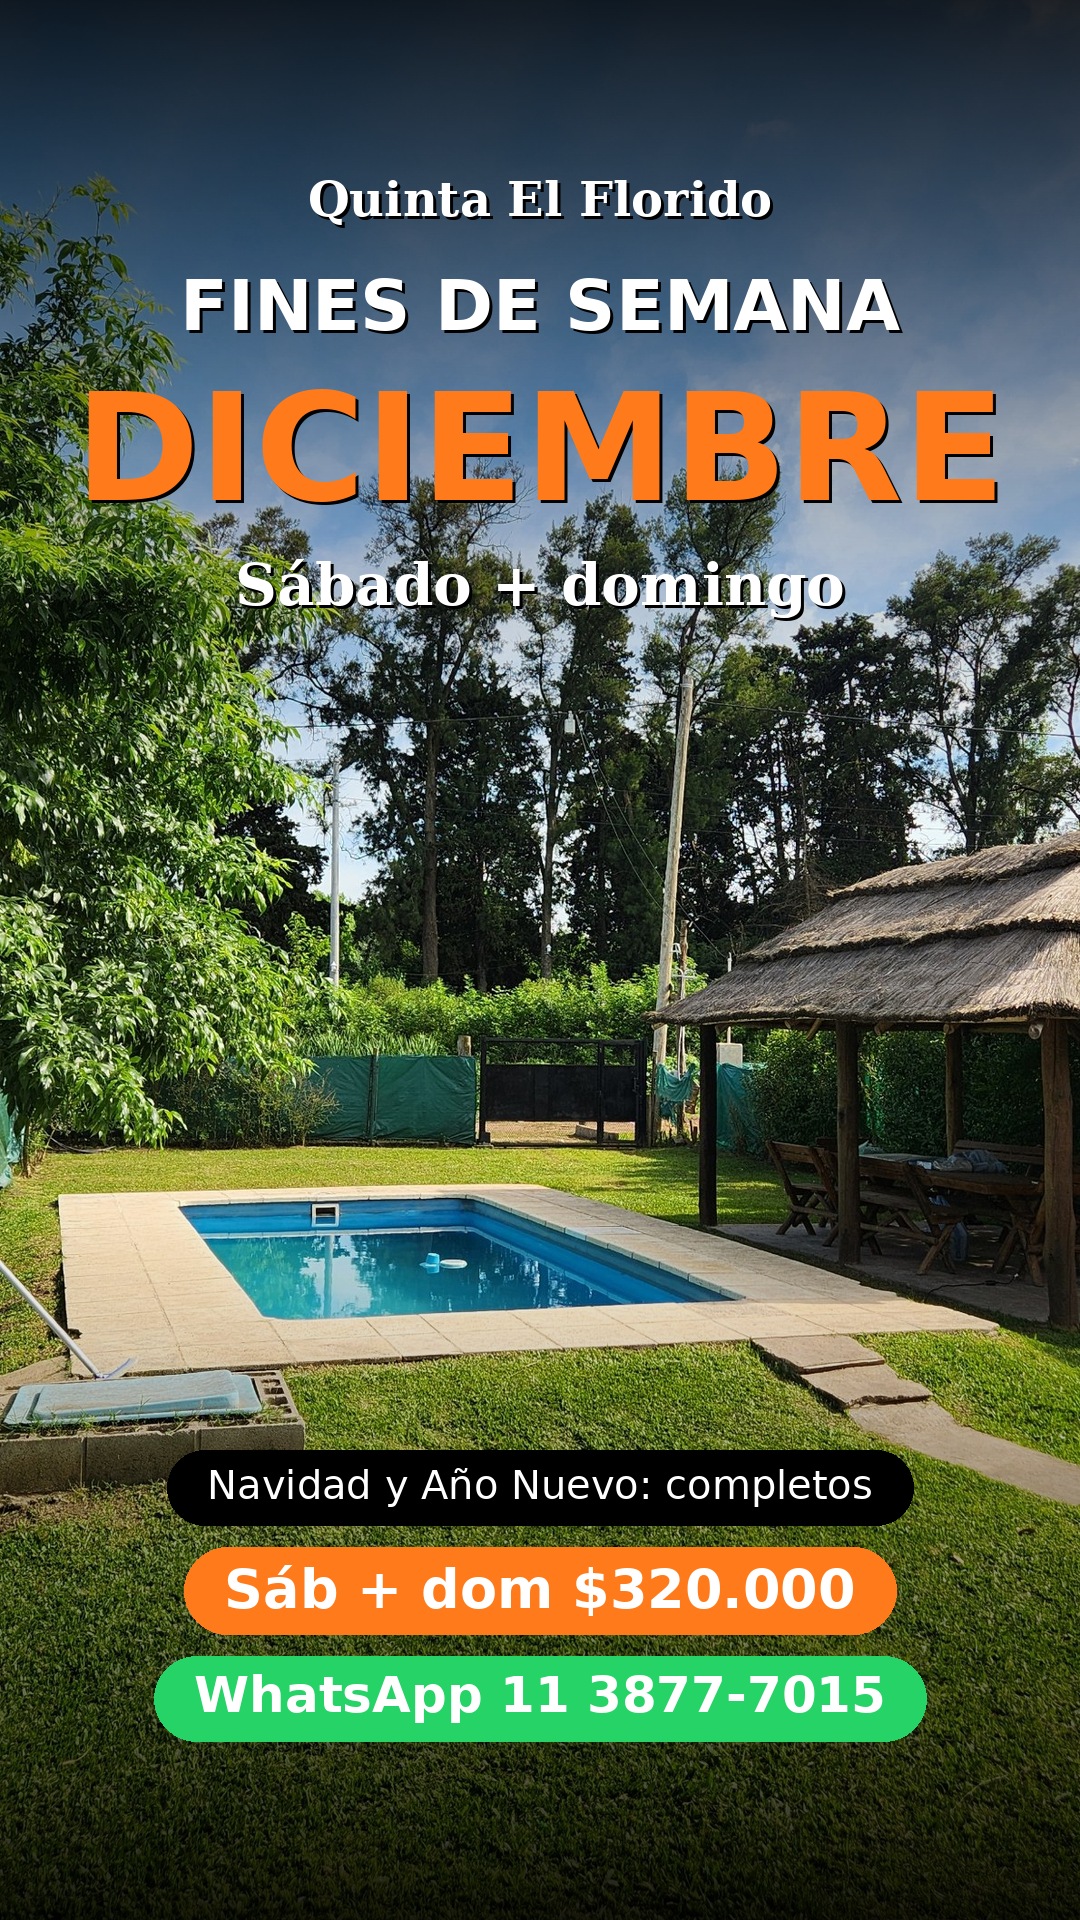 Quinta El Florido
FINES DE SEMANA
DICIEMBRE
Sábado + domingo
Navidad y Año Nuevo: completos
Sáb + dom $320.000
WhatsApp 11 3877-7015